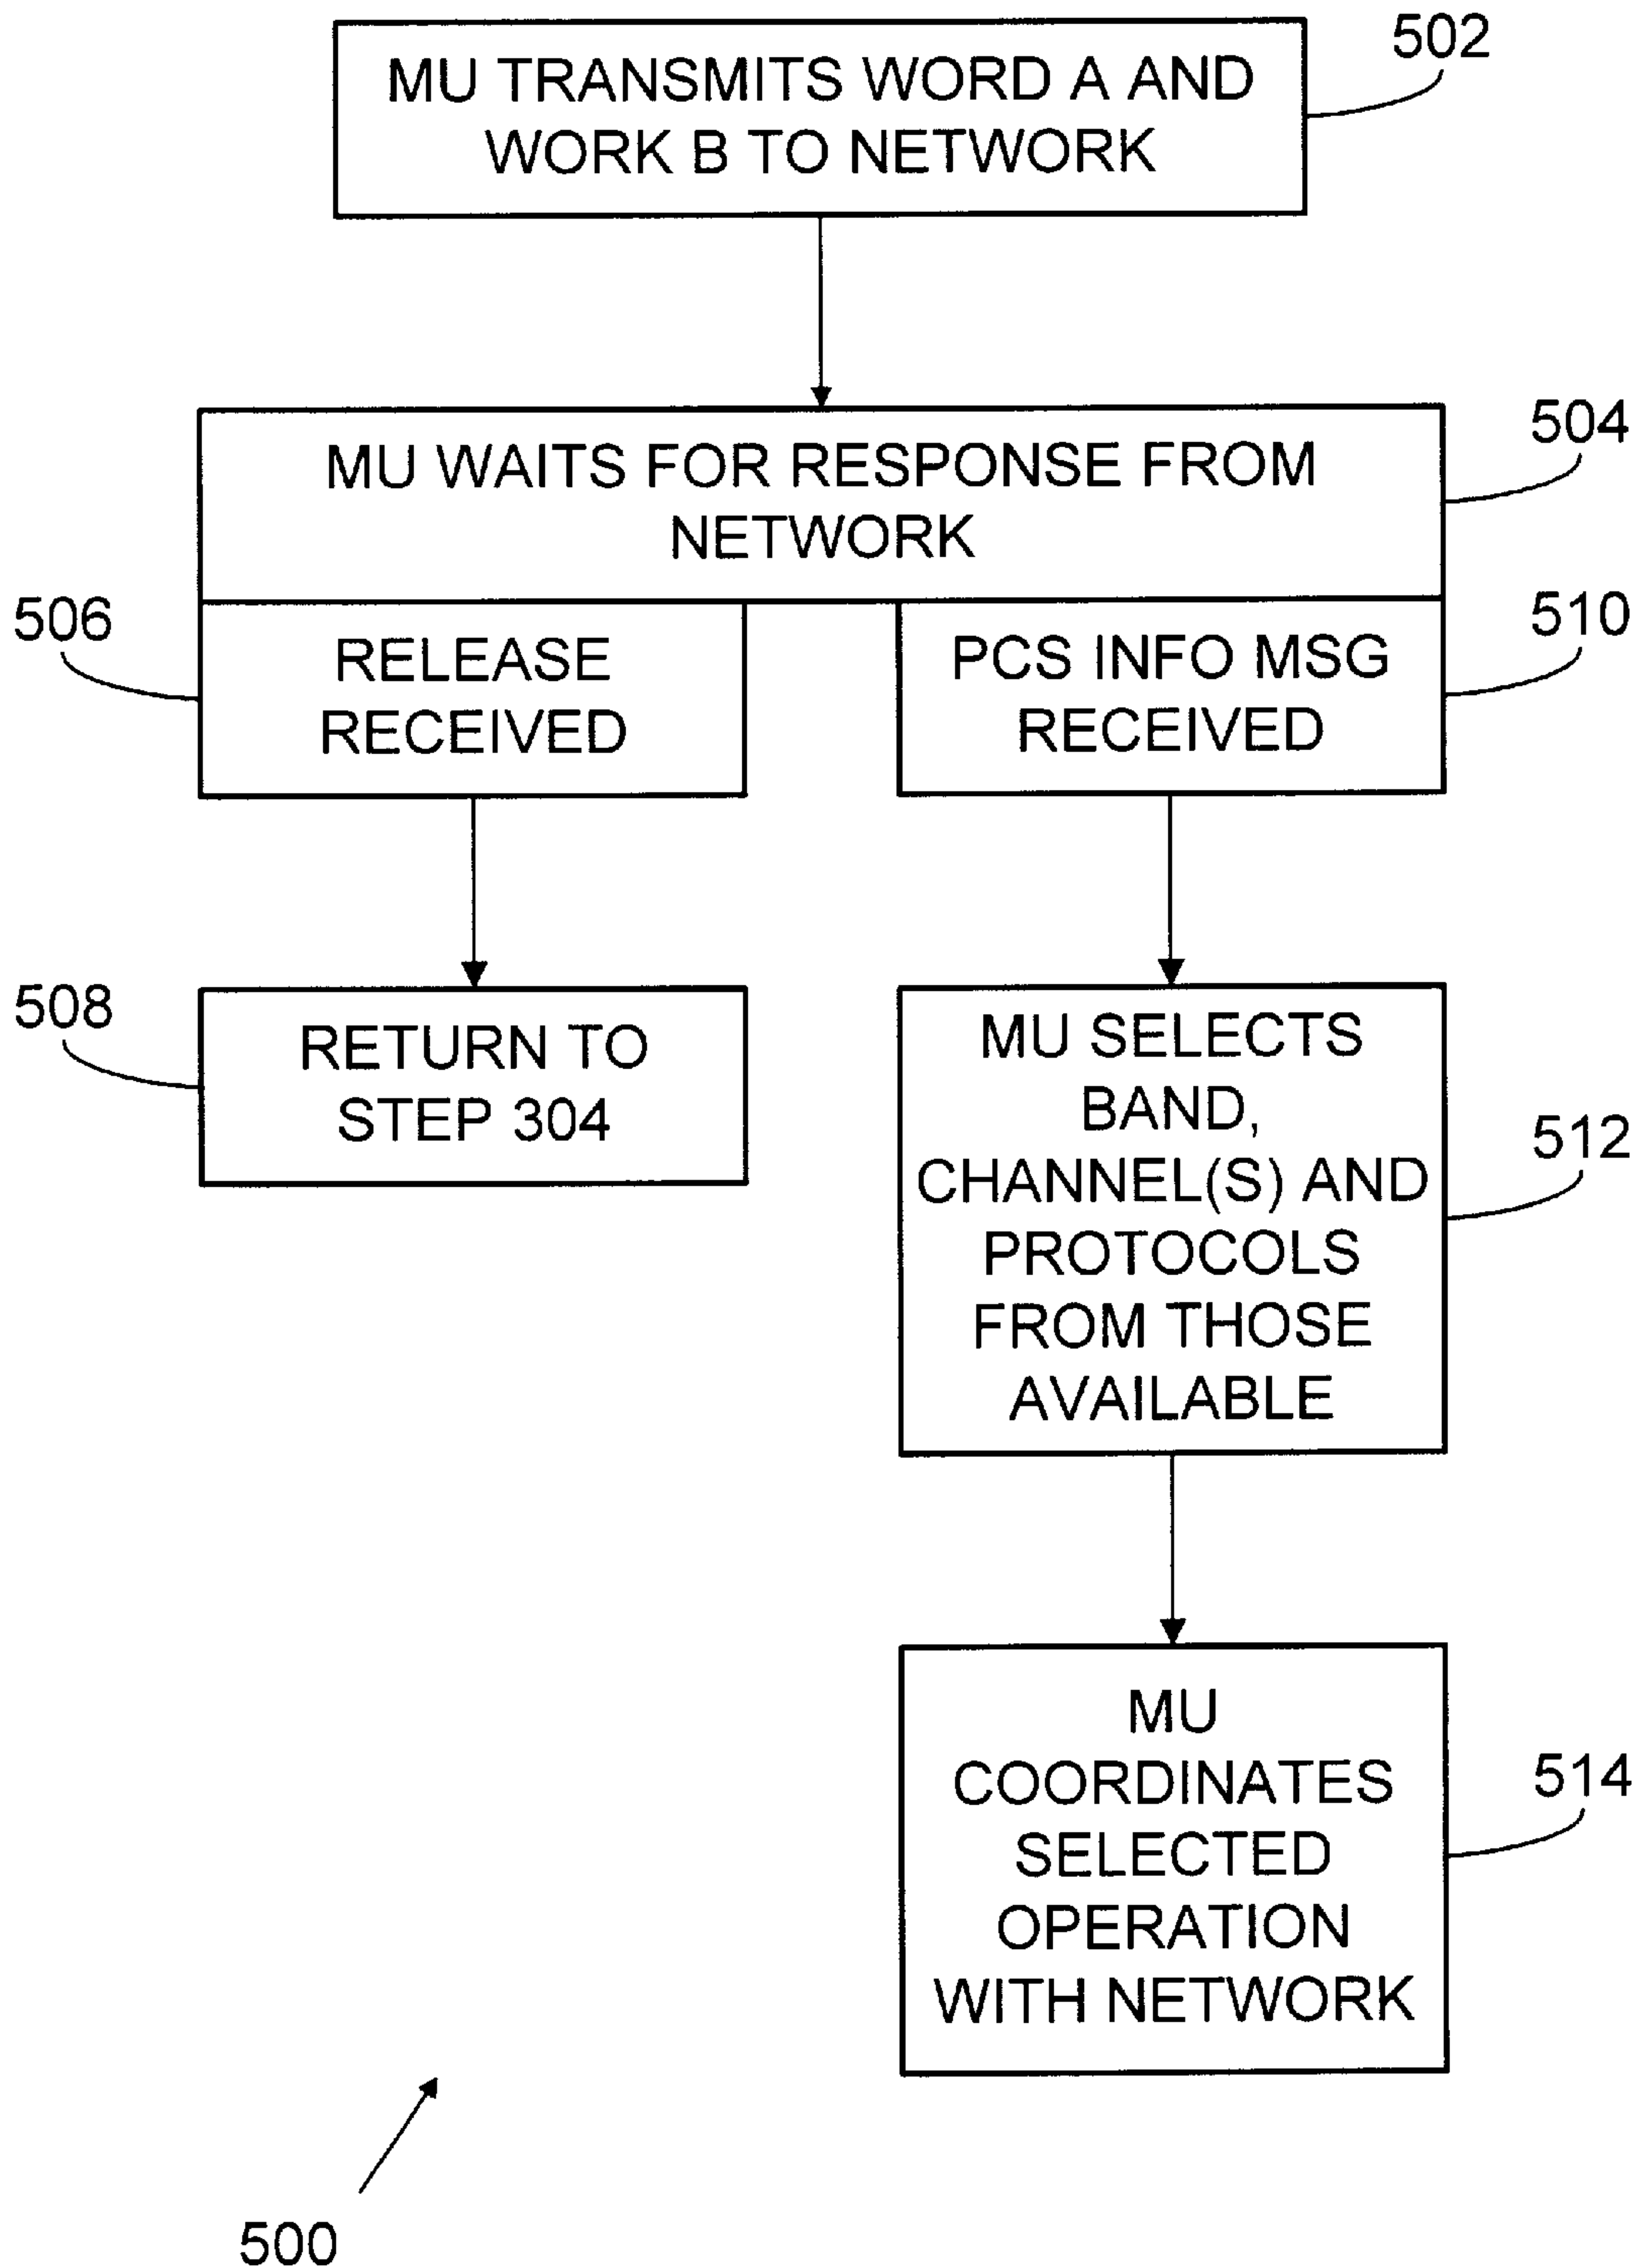 502
MU TRANSMITS WORD A AND
WORK B TO NETWORK
504
MU WAITS FOR RESPONSE FROM
NETWORK
506
RELEASE
RECEIVED
510
PCS INFO MSG
RECEIVED
508
RETURN TO
STEP 304
512
MU SELECTS
BAND,
CHANNEL(S) AND
PROTOCOLS
FROM THOSE
AVAILABLE
514
MU
COORDINATES
SELECTED
OPERATION
WITH NETWORK
500